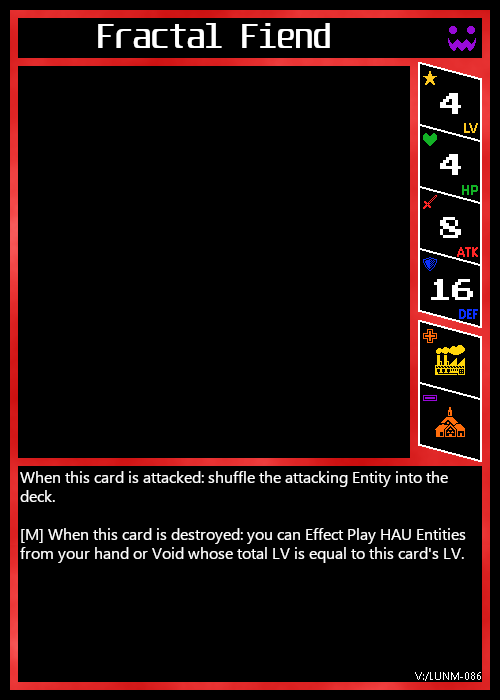 Fractal Fiend
4
LV
4
HP
8
ATK
16
DEF
When this card is attacked: shuffle the attacking Entity into the
deck.
[M] When this card is destroyed: you can Effect Play HAU Entities
from your hand or Void whose total LV is equal to this card's LV.
V:/LUNM-086